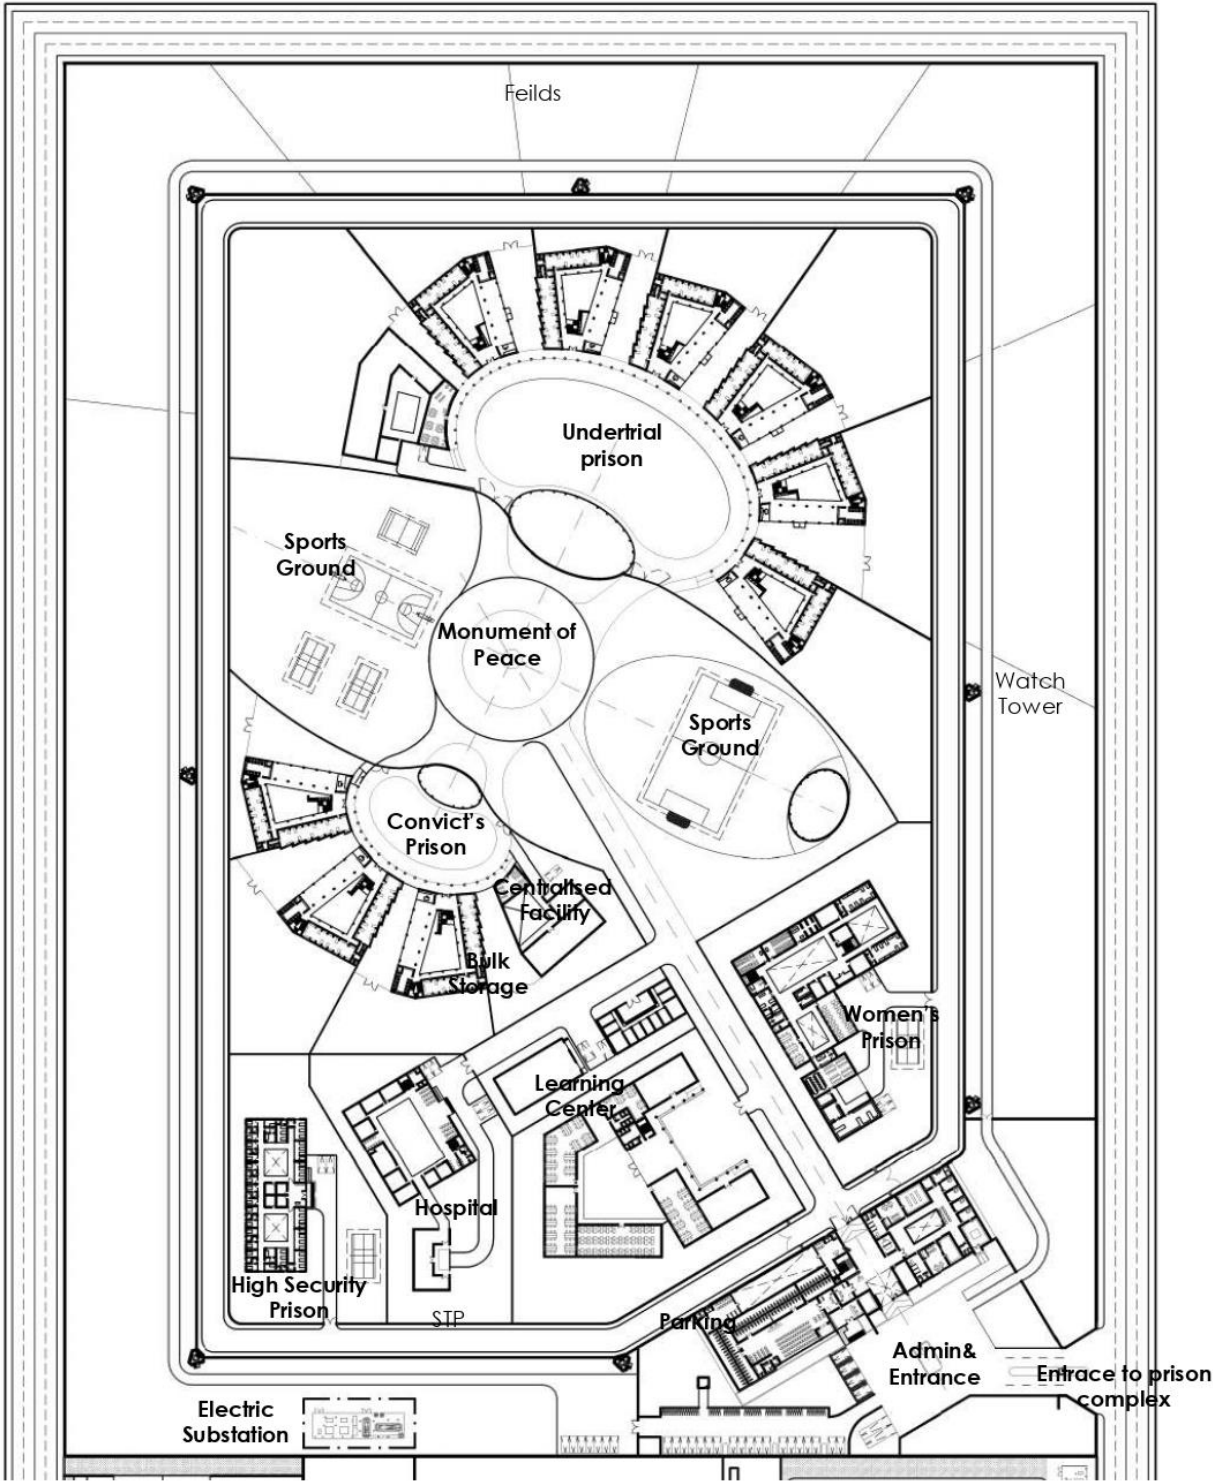 Feilds
Undertrial
prison
Sports
Ground
Monument of
Peace
Watch
Tower
Sports
Ground
Convict's
Prison
Centralised
Facility
Bulk
Storage
Women's
Prison
Learning
Center
Hospital
High Security
Prison
STP
Parking
Admin&
Entrance
Entrace to prison
complex
Electric
Substation